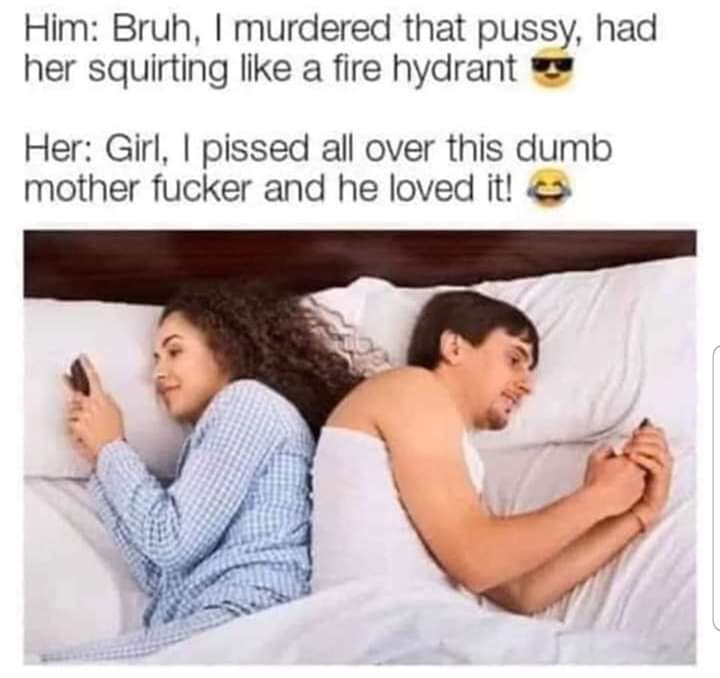 Him: Bruh, I murdered that pussy, had
her squirting like a fire hydrant 😎
Her: Girl, I pissed all over this dumb
mother fucker and he loved it! 😂